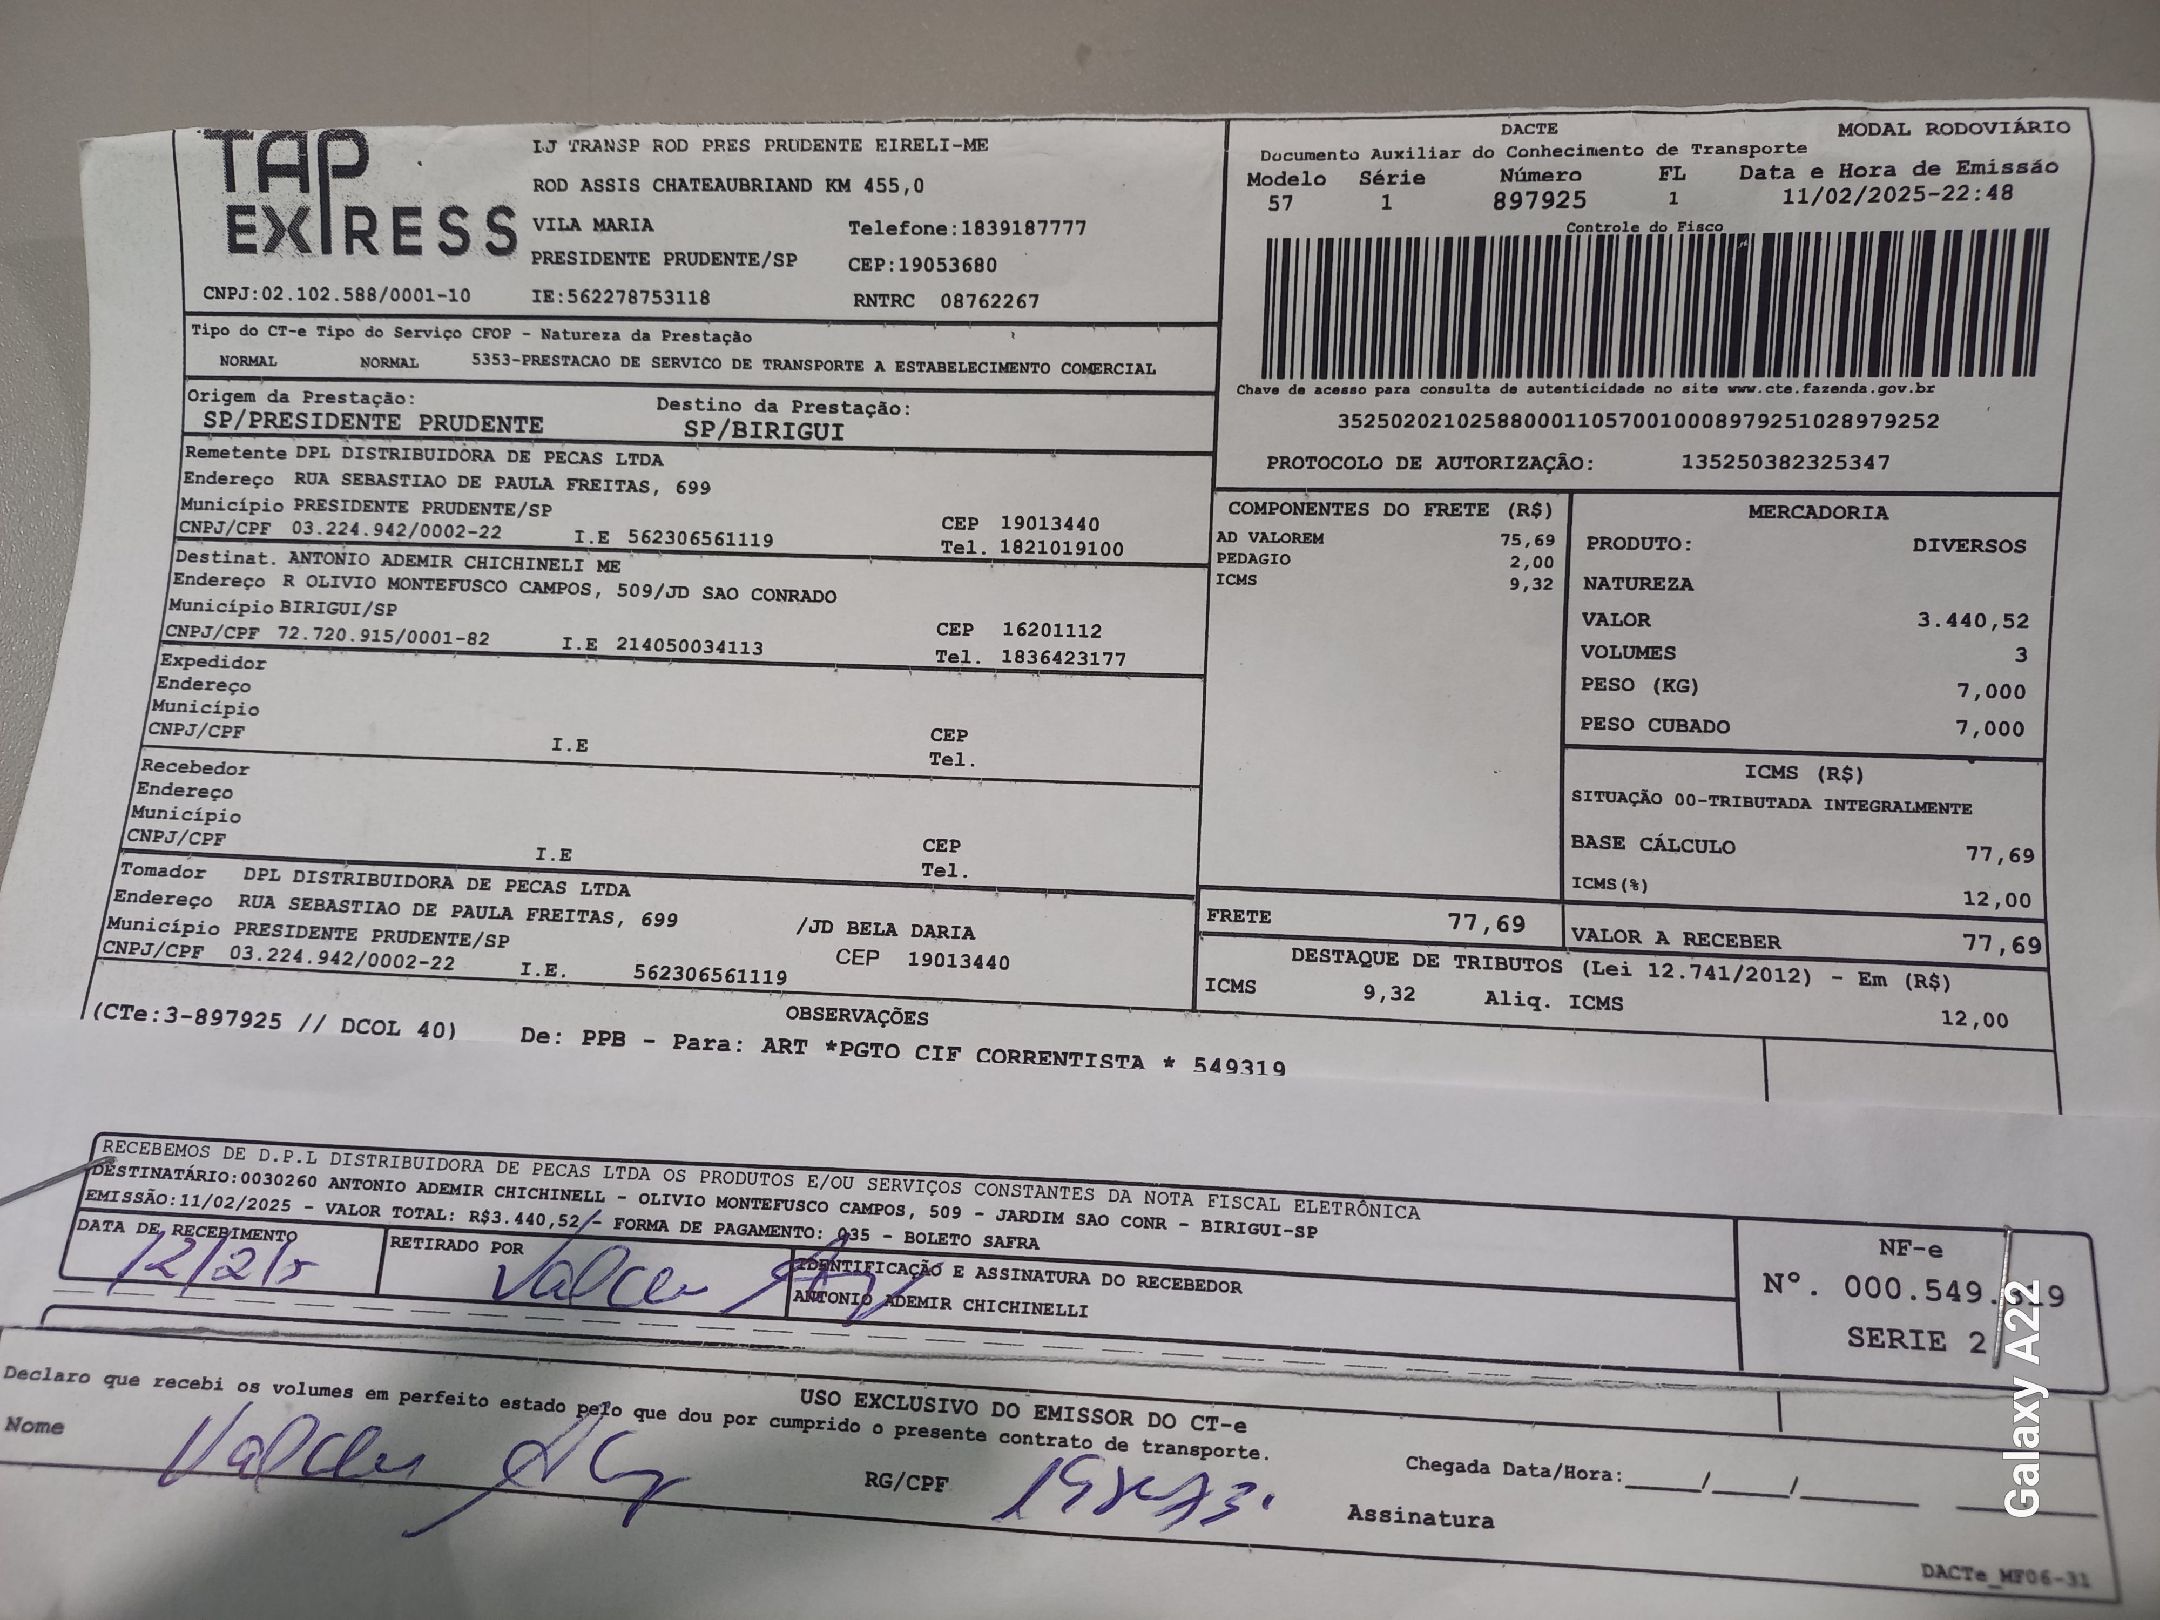 TAP EXPRESS
LJ TRANSP ROD PRES PRUDENTE EIRELI-ME
ROD ASSIS CHATEAUBRIAND KM 455,0
VILA MARIA Telefone:1839187777
PRESIDENTE PRUDENTE/SP CEP:19053680
CNPJ:02.102.588/0001-10 IE:562278753118 RNTRC 08762267
DACTE MODAL RODOVIÁRIO
Documento Auxiliar do Conhecimento de Transporte
Modelo Série Número FL Data e Hora de Emissão
57 1 897925 1 11/02/2025-22:48
Controle do Fisco
Chave de acesso para consulta de autenticidade no site www.cte.fazenda.gov.br
35250202102588000110570010008979251028979252
PROTOCOLO DE AUTORIZAÇÃO: 135250382325347
Tipo do CT-e Tipo do Serviço CFOP - Natureza da Prestação
NORMAL NORMAL 5353-PRESTACAO DE SERVICO DE TRANSPORTE A ESTABELECIMENTO COMERCIAL
Origem da Prestação: Destino da Prestação:
SP/PRESIDENTE PRUDENTE SP/BIRIGUI
Remetente DPL DISTRIBUIDORA DE PECAS LTDA
Endereço RUA SEBASTIAO DE PAULA FREITAS, 699
Município PRESIDENTE PRUDENTE/SP CEP 19013440
CNPJ/CPF 03.224.942/0002-22 I.E 562306561119 Tel. 1821019100
Destinat. ANTONIO ADEMIR CHICHINELI ME
Endereço R OLIVIO MONTEFUSCO CAMPOS, 509/JD SAO CONRADO
Município BIRIGUI/SP CEP 16201112
CNPJ/CPF 72.720.915/0001-82 I.E 214050034113 Tel. 1836423177
Expedidor
Endereço
Município CEP
CNPJ/CPF I.E Tel.
Recebedor
Endereço
Município CEP
CNPJ/CPF I.E Tel.
Tomador DPL DISTRIBUIDORA DE PECAS LTDA
Endereço RUA SEBASTIAO DE PAULA FREITAS, 699 /JD BELA DARIA
Município PRESIDENTE PRUDENTE/SP CEP 19013440
CNPJ/CPF 03.224.942/0002-22 I.E. 562306561119
COMPONENTES DO FRETE (R$)
AD VALOREM 75,69
PEDAGIO 2,00
ICMS 9,32
MERCADORIA
PRODUTO: DIVERSOS
NATUREZA
VALOR 3.440,52
VOLUMES 3
PESO (KG) 7,000
PESO CUBADO 7,000
ICMS (R$)
SITUAÇÃO 00-TRIBUTADA INTEGRALMENTE
BASE CÁLCULO 77,69
ICMS(%) 12,00
FRETE 77,69 VALOR A RECEBER 77,69
DESTAQUE DE TRIBUTOS (Lei 12.741/2012) - Em (R$)
ICMS 9,32 Aliq. ICMS 12,00
OBSERVAÇÕES
(CTe:3-897925 // DCOL 40) De: PPB - Para: ART *PGTO CIF CORRENTISTA * 549319
RECEBEMOS DE D.P.L DISTRIBUIDORA DE PECAS LTDA OS PRODUTOS E/OU SERVIÇOS CONSTANTES DA NOTA FISCAL ELETRÔNICA
DESTINATÁRIO:0030260 ANTONIO ADEMIR CHICHINELL - OLIVIO MONTEFUSCO CAMPOS, 509 - JARDIM SAO CONR - BIRIGUI-SP
EMISSÃO:11/02/2025 - VALOR TOTAL: R$3.440,52 - FORMA DE PAGAMENTO: 035 - BOLETO SAFRA
DATA DE RECEBIMENTO RETIRADO POR IDENTIFICAÇÃO E ASSINATURA DO RECEBEDOR
ANTONIO ADEMIR CHICHINELLI
NF-e
Nº. 000.549.
SERIE 2
USO EXCLUSIVO DO EMISSOR DO CT-e
Declaro que recebi os volumes em perfeito estado pelo que dou por cumprido o presente contrato de transporte.
Nome RG/CPF Chegada Data/Hora:____/____/______ ______
Assinatura
DACTe_MF06-31
Galaxy A22